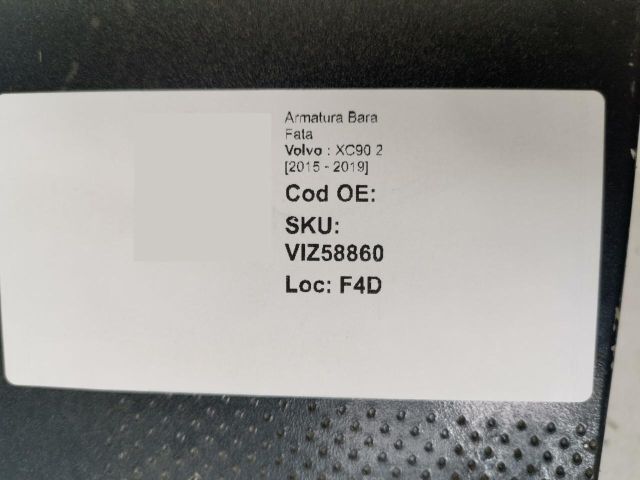 Armatura Bara
Fata
Volvo : XC90 2
[2015 - 2019]
Cod OE:
SKU:
VIZ58860
Loc: F4D